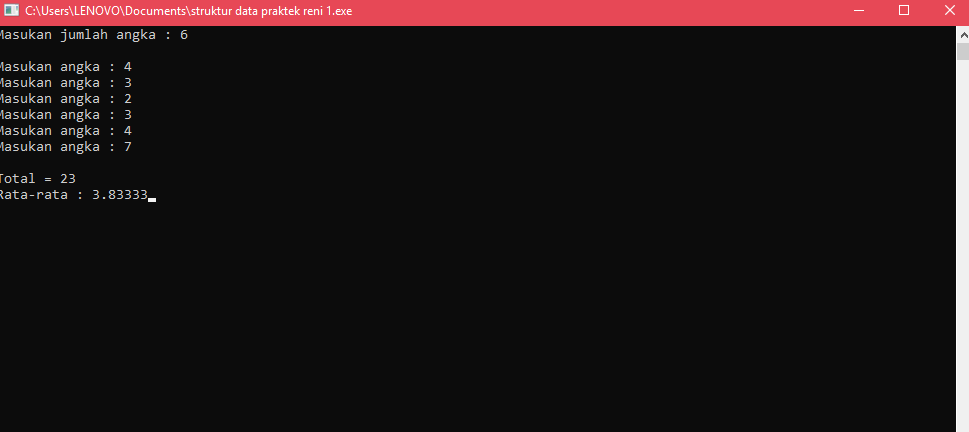 C:\Users\LENOVO\Documents\struktur data praktek reni 1.exe
Masukan jumlah angka : 6
Masukan angka : 4
Masukan angka : 3
Masukan angka : 2
Masukan angka : 3
Masukan angka : 4
Masukan angka : 7
Total = 23
Rata-rata : 3.83333